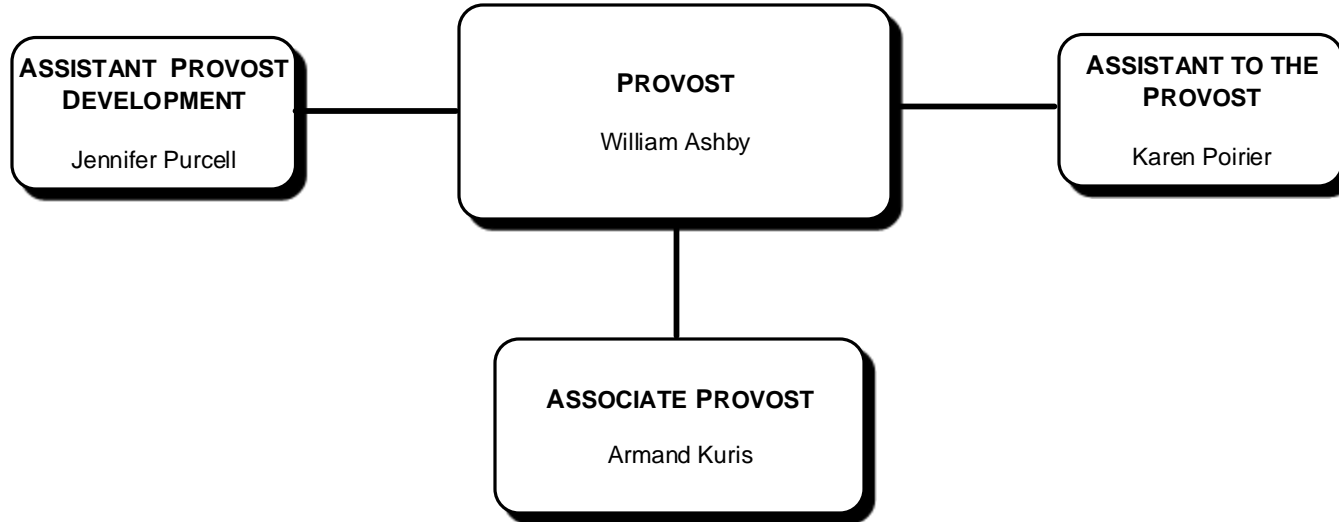 ASSISTANT PROVOST
DEVELOPMENT
Jennifer Purcell
PROVOST
William Ashby
ASSISTANT TO THE
PROVOST
Karen Poirier
ASSOCIATE PROVOST
Armand Kuris